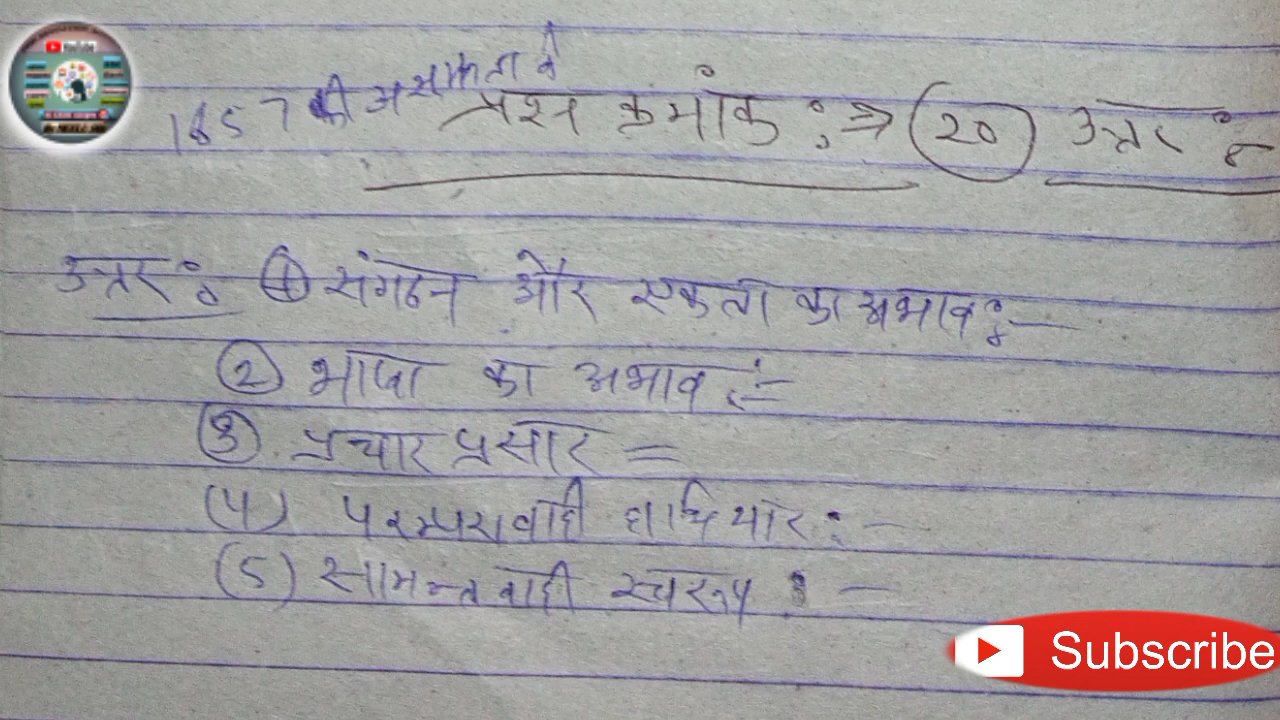 1857 की असफलता के
प्रश्न क्रमांक :⇒ (20) उत्तर :
उत्तर : ① संगठन और एकता का अभाव :—
② भाषा का अभाव :—
③ प्रचार प्रसार =
(4) परम्परावादी हाथियार :—
(5) सामन्तवादी स्वरूप :—
Subscribe